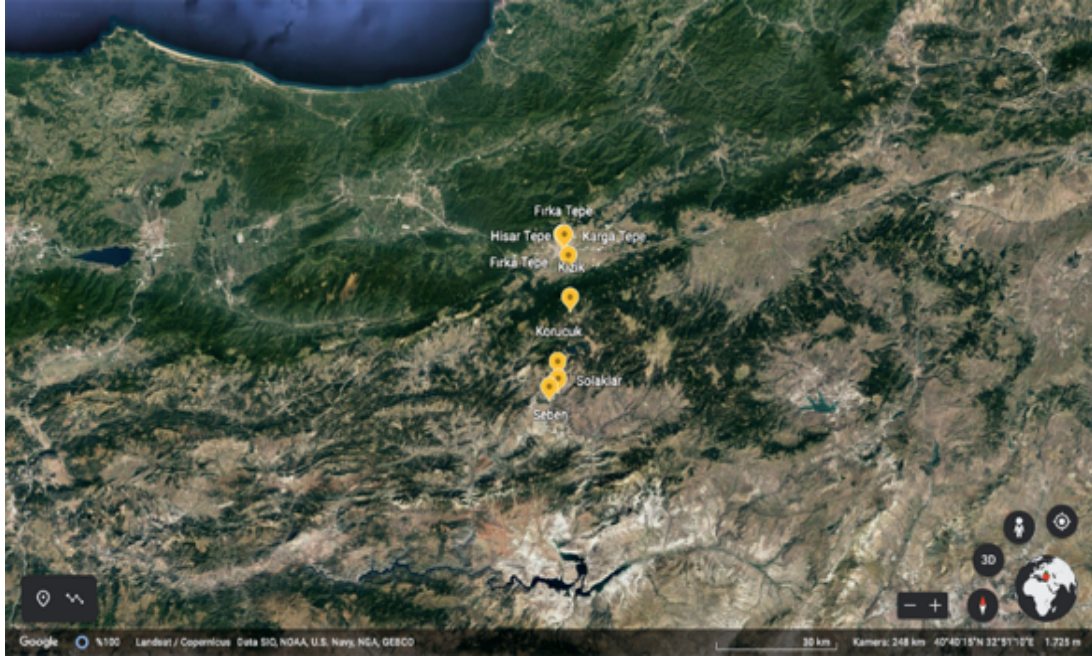 Fırka Tepe
Hisar Tepe Karga Tepe
Fırka Tepe Kızık
Korucuk
Solaklar
Seben
3D
Google %100 Landsat / Copernicus Data SIO, NOAA, U.S. Navy, NGA, GEBCO 30 km Kamera: 248 km 40°40'15"N 32°51'10"E 1.725 m